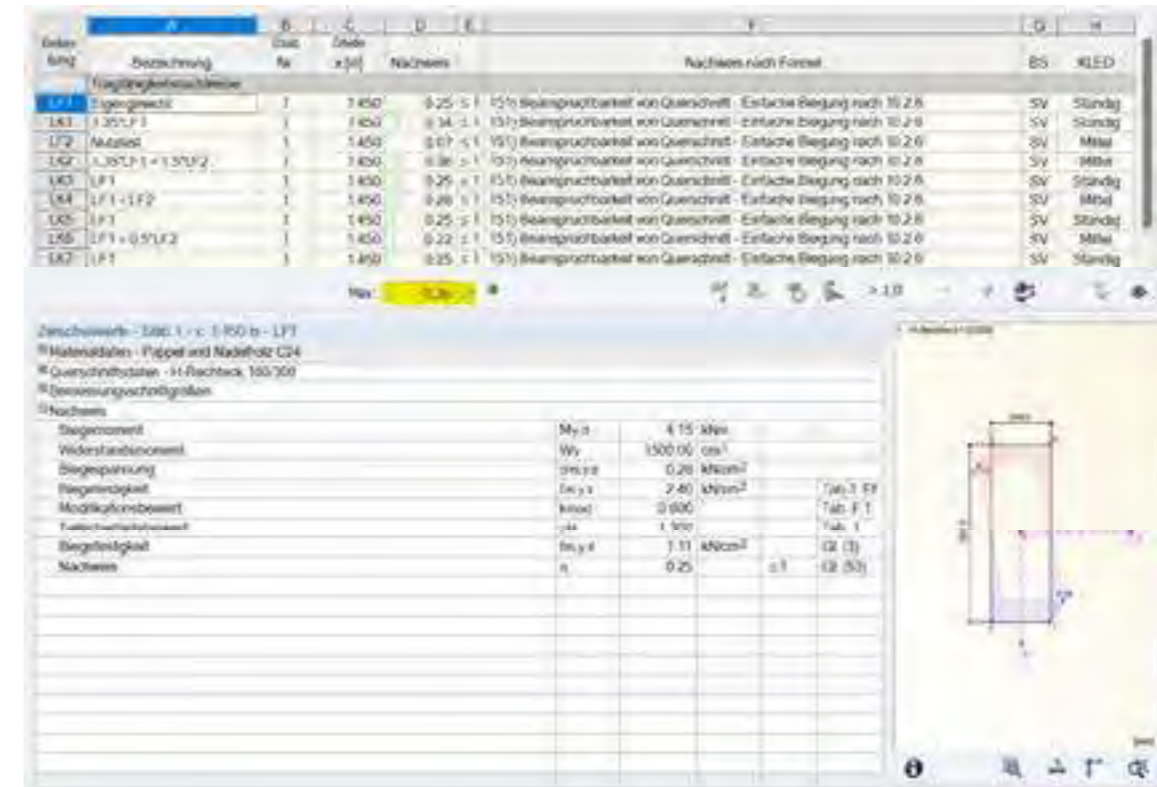 A B C D E F G H
Stab Stelle
Bezeichnung Nr. x [m] Nachweis Nachweis nach Formel BS KLED
Tragfähigkeitsnachweise
LF1 Eigengewicht 1 1.450 0.25 ≤ 1 151) Beanspruchbarkeit von Querschnitt - Einfache Biegung nach 10.2.6 SV Ständig
LK1 1.35*LF1 1 1.450 0.34 ≤ 1 151) Beanspruchbarkeit von Querschnitt - Einfache Biegung nach 10.2.6 SV Ständig
LF2 Nutzlast 1 1.450 0.07 ≤ 1 151) Beanspruchbarkeit von Querschnitt - Einfache Biegung nach 10.2.6 SV Mittel
LK2 1.35*LF1 + 1.5*LF2 1 1.450 0.36 ≤ 1 151) Beanspruchbarkeit von Querschnitt - Einfache Biegung nach 10.2.6 SV Mittel
LK3 LF1 1 1.450 0.25 ≤ 1 151) Beanspruchbarkeit von Querschnitt - Einfache Biegung nach 10.2.6 SV Ständig
LK4 LF1 + LF2 1 1.450 ≤ 1 151) Beanspruchbarkeit von Querschnitt - Einfache Biegung nach 10.2.6 SV Mittel
LK5 LF1 1 1.450 0.25 ≤ 1 151) Beanspruchbarkeit von Querschnitt - Einfache Biegung nach 10.2.6 SV Ständig
LK6 LF1 + 0.5*LF2 1 1.450 0.22 ≤ 1 151) Beanspruchbarkeit von Querschnitt - Einfache Biegung nach 10.2.6 SV Mittel
LK7 LF1 1 1.450 0.25 ≤ 1 151) Beanspruchbarkeit von Querschnitt - Einfache Biegung nach 10.2.6 SV Ständig
Max: 0.36 ≤ 1 > 1.0
Zwischenwerte - Stab 1 - x: 1.450 m - LF1
Materialdaten - Pappel und Nadelholz C24
Querschnittsdaten - H-Rechteck 100/300
Bemessungsschnittgrößen
Nachweis
Biegemoment My,d 4.15 kNm
Widerstandsmoment Wy 1500.00 cm³
Biegespannung 0.28 kN/cm²
Biegefestigkeit fm,y,k 2.40 kN/cm²
Modifikationsbeiwert kmod 0.600 Tab. F.1
Teilsicherheitsbeiwert 1.300 Tab. 1
Biegefestigkeit fm,y,d 1.11 kN/cm² Gl. (3)
Nachweis η 0.25 ≤ 1 Gl. (53)